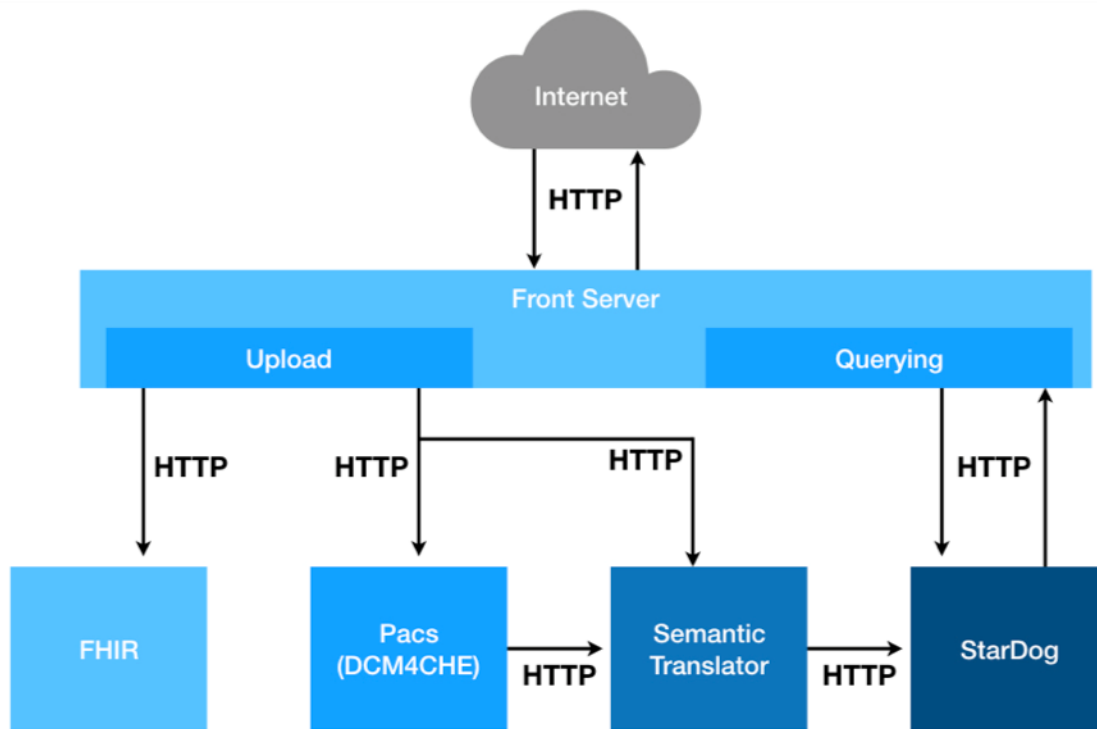 Internet
HTTP
Front Server
Upload
Querying
HTTP
HTTP
HTTP
HTTP
FHIR
Pacs
(DCM4CHE)
Semantic
Translator
StarDog
HTTP
HTTP